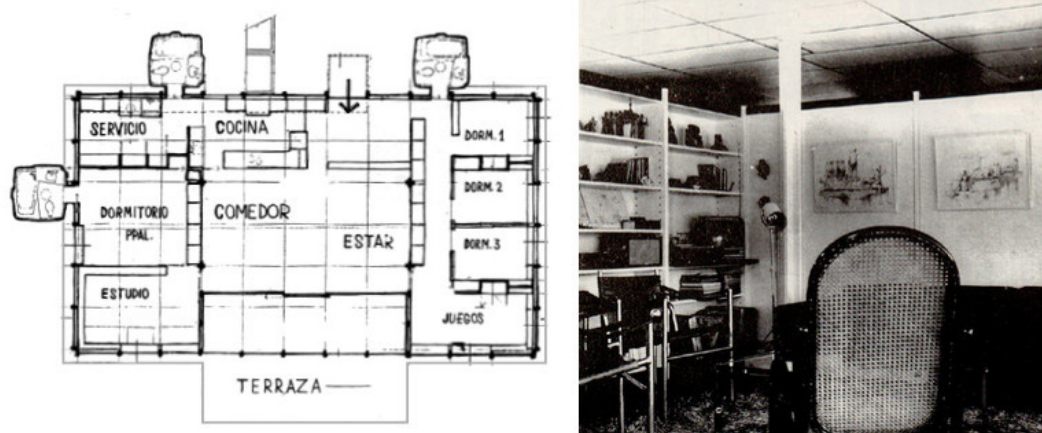 SERVICIO
COCINA
DORM. 1
DORM. 2
DORMITORIO
PPAL.
COMEDOR
ESTAR
DORM. 3
ESTUDIO
JUEGOS
TERRAZA